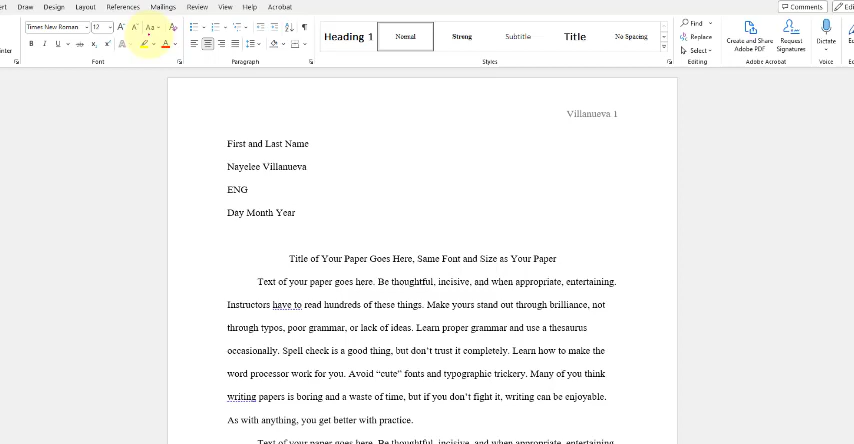 ert Draw Design Layout References Mailings Review View Help Acrobat Comments Edi
Times New Roman 12 A A Aa A Find
Heading 1 Normal Strong Subtitle Title No Spacing Replace
inter B I U ab x₂ x² A A Select
Create and Share Adobe PDF Request Signatures Dictate E
Font Paragraph Styles Editing Adobe Acrobat Voice Ec
Villanueva 1
First and Last Name
Nayelee Villanueva
ENG
Day Month Year
Title of Your Paper Goes Here, Same Font and Size as Your Paper
Text of your paper goes here. Be thoughtful, incisive, and when appropriate, entertaining.
Instructors have to read hundreds of these things. Make yours stand out through brilliance, not
through typos, poor grammar, or lack of ideas. Learn proper grammar and use a thesaurus
occasionally. Spell check is a good thing, but don’t trust it completely. Learn how to make the
word processor work for you. Avoid “cute” fonts and typographic trickery. Many of you think
writing papers is boring and a waste of time, but if you don’t fight it, writing can be enjoyable.
As with anything, you get better with practice.
Text of your paper goes here. Be thoughtful, incisive, and when appropriate, entertaining.